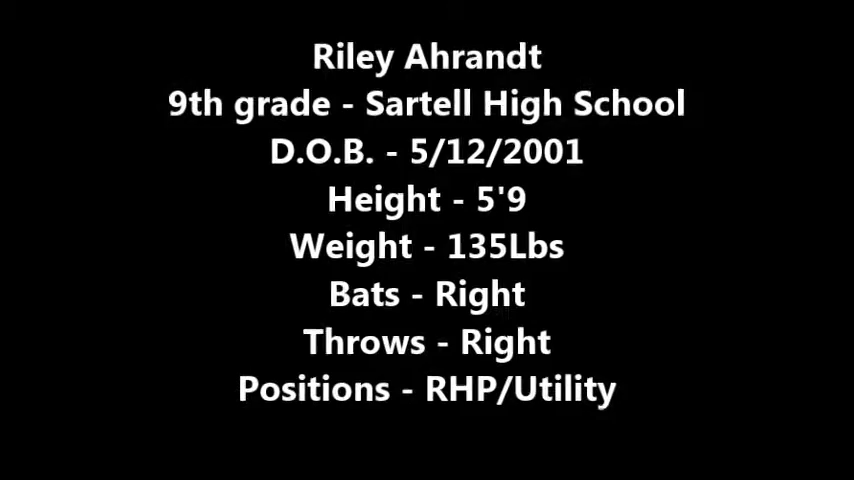 Riley Ahrandt
9th grade - Sartell High School
D.O.B. - 5/12/2001
Height - 5'9
Weight - 135Lbs
Bats - Right
Throws - Right
Positions - RHP/Utility